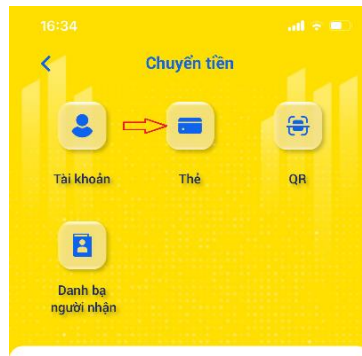 16:34
Chuyển tiền
Tài khoản
Thẻ
QR
Danh bạ
người nhận